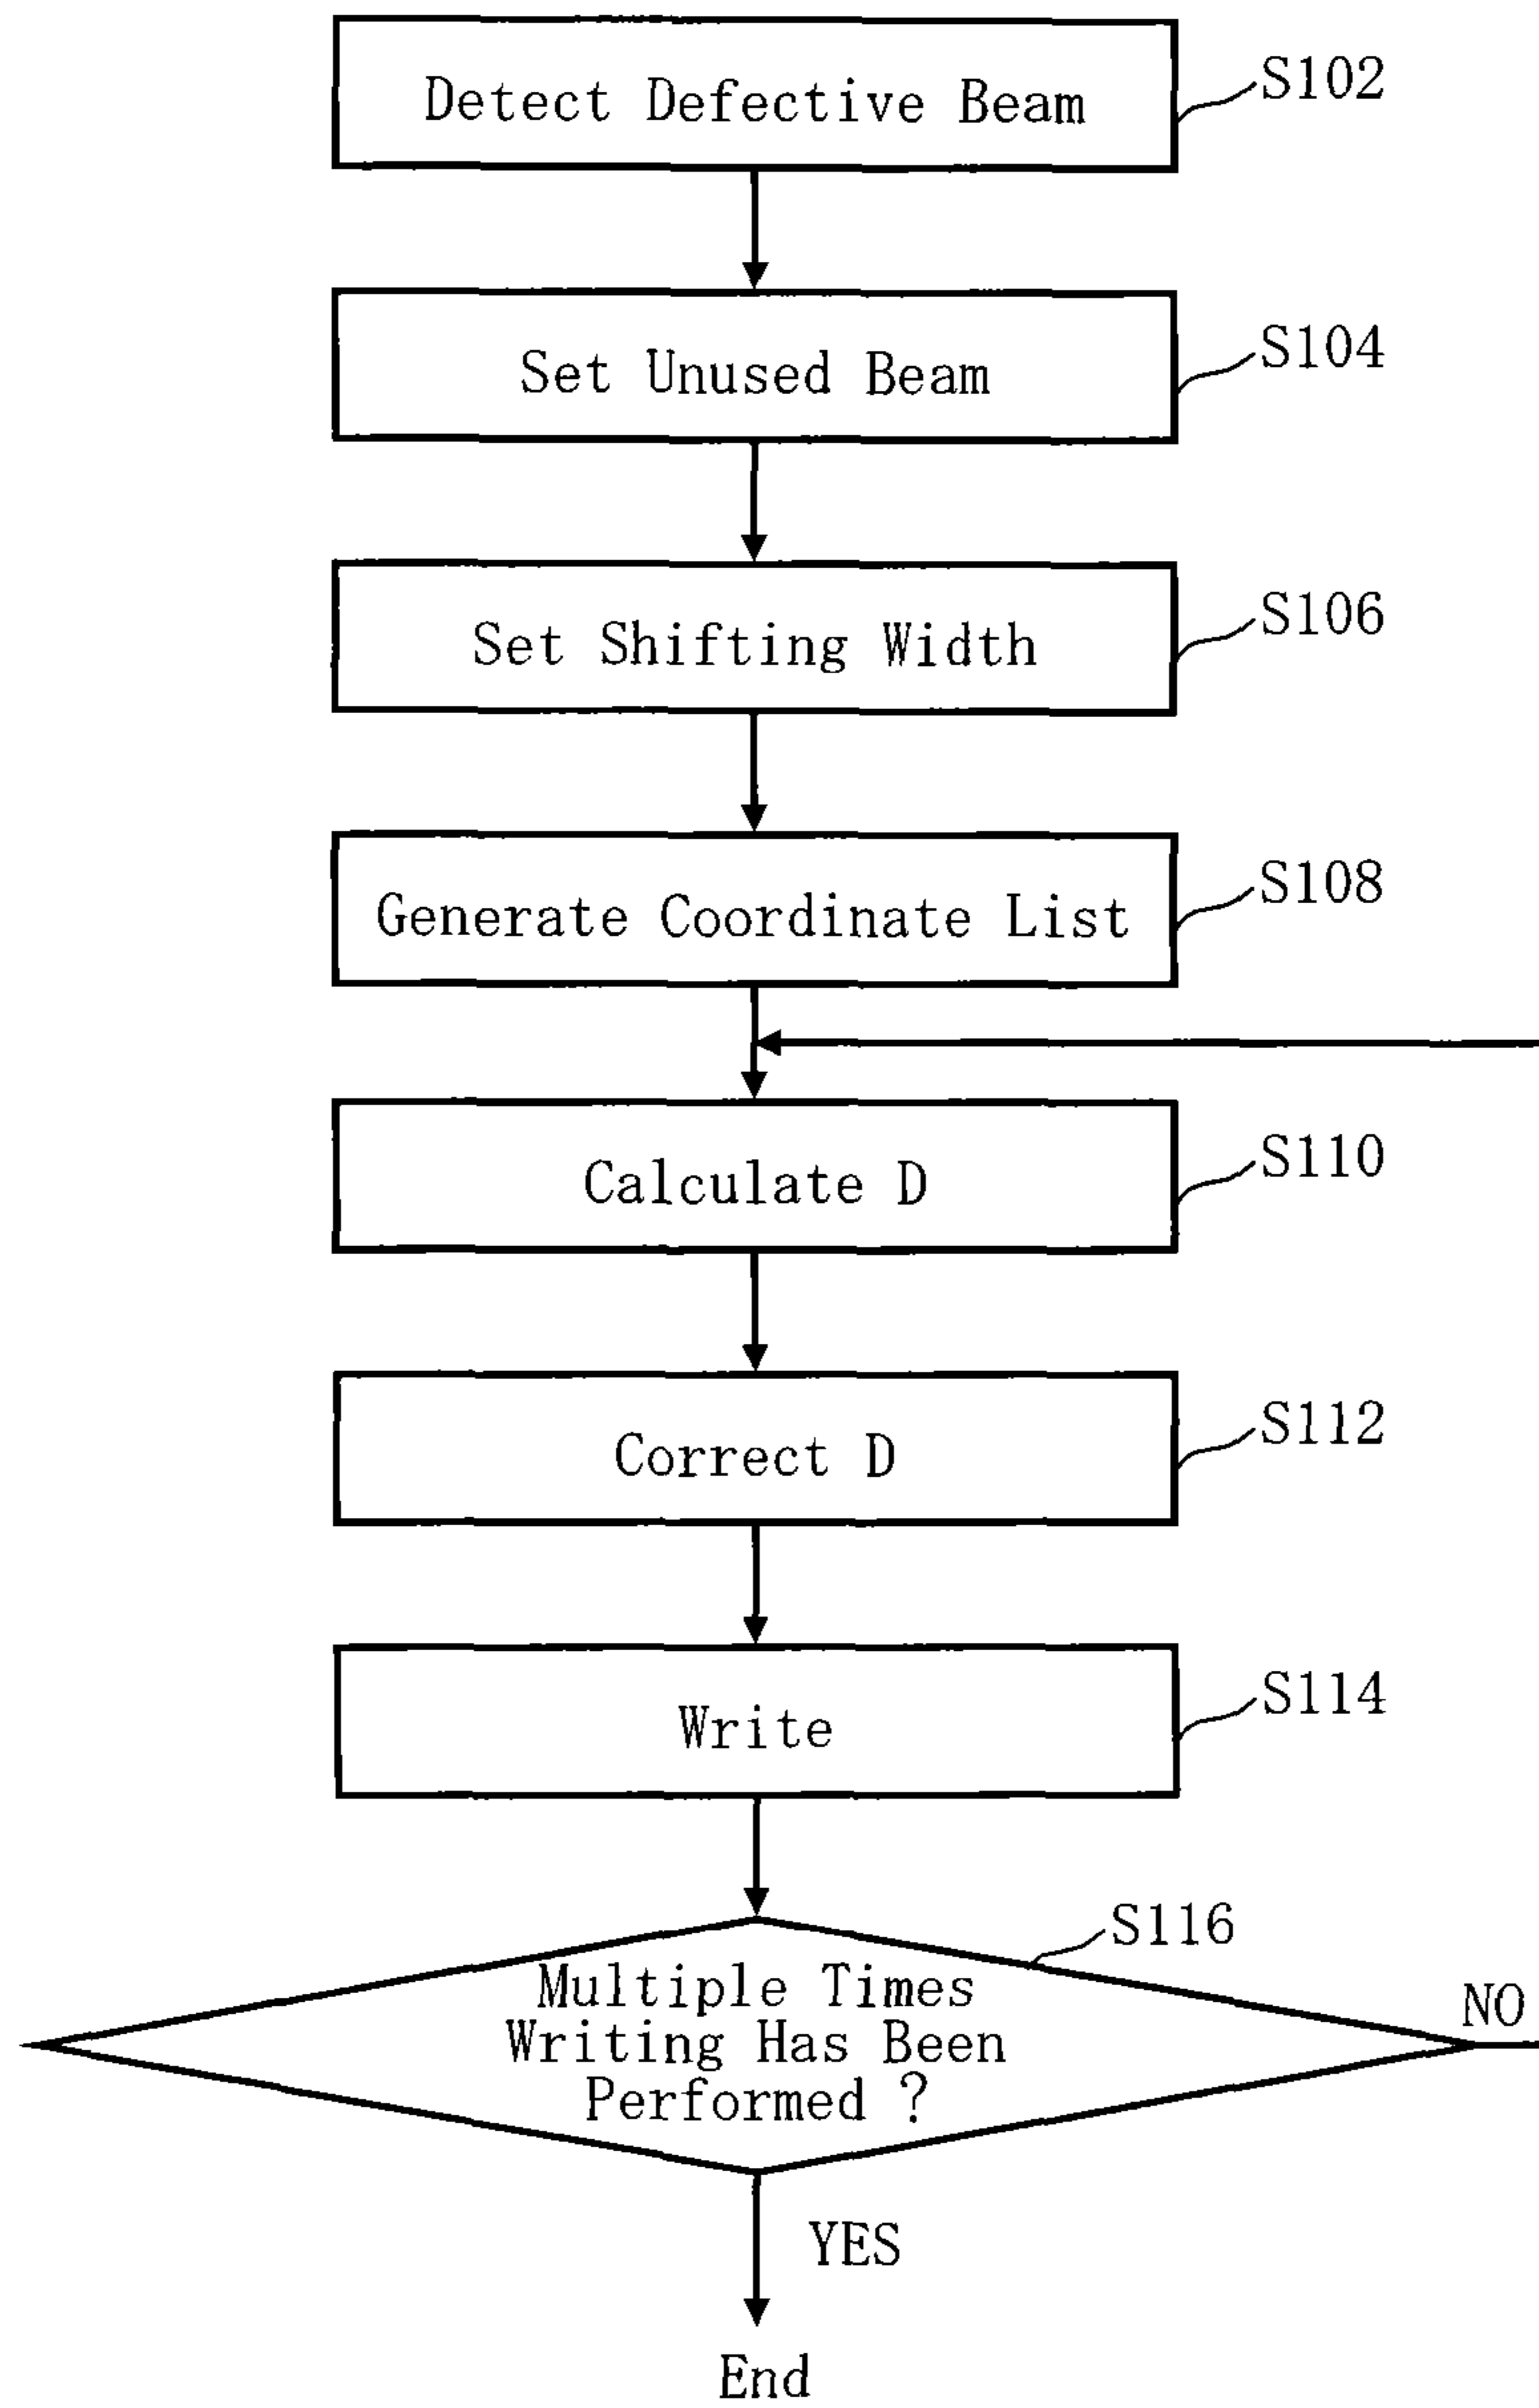 Detect Defective Beam
S102
Set Unused Beam
S104
Set Shifting Width
S106
Generate Coordinate List
S108
Calculate D
S110
Correct D
S112
Write
S114
S116
Multiple Times
Writing Has Been
Performed ?
NO
YES
End